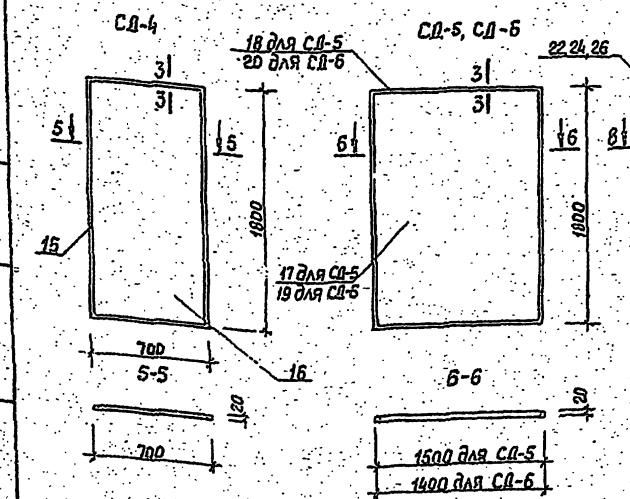 СД-4
3
3
5
5
1800
15
700
16
5-5
20
700
СД-5, СД-6
18 для СД-5
20 для СД-6
3
3
6
6
1800
17 для СД-5
19 для СД-6
6-6
20
1500 для СД-5
1400 для СД-6
22, 24, 26
8